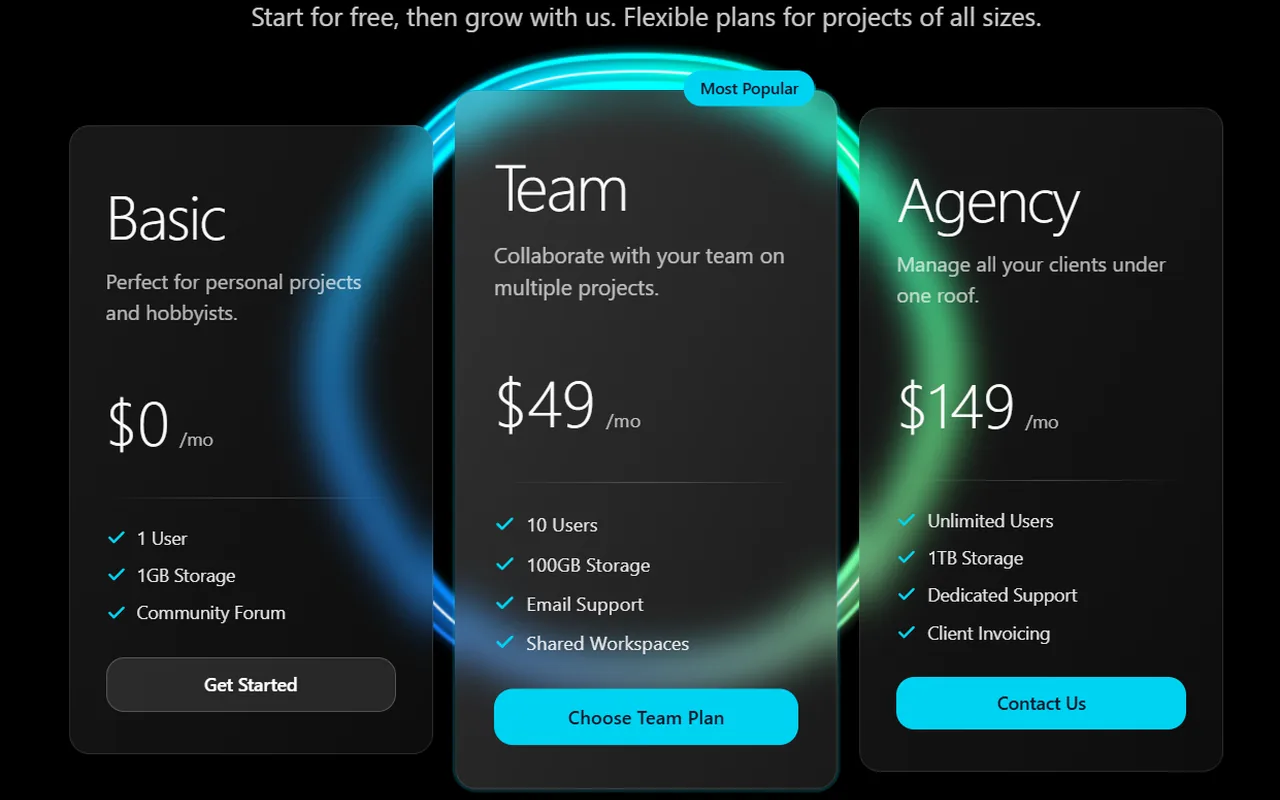 Start for free, then grow with us. Flexible plans for projects of all sizes.
Basic
Perfect for personal projects
and hobbyists.
$0 /mo
1 User
1GB Storage
Community Forum
Get Started
Most Popular
Team
Collaborate with your team on
multiple projects.
$49 /mo
10 Users
100GB Storage
Email Support
Shared Workspaces
Choose Team Plan
Agency
Manage all your clients under
one roof.
$149 /mo
Unlimited Users
1TB Storage
Dedicated Support
Client Invoicing
Contact Us